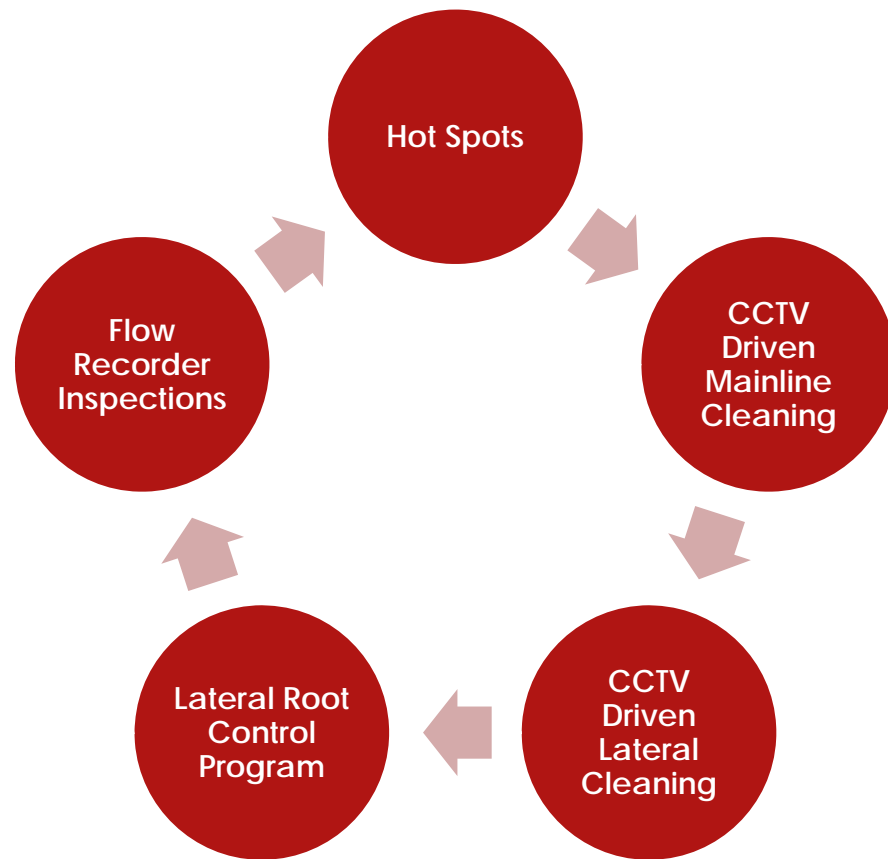 Hot Spots
CCTV
Driven
Mainline
Cleaning
CCTV
Driven
Lateral
Cleaning
Lateral Root
Control
Program
Flow
Recorder
Inspections